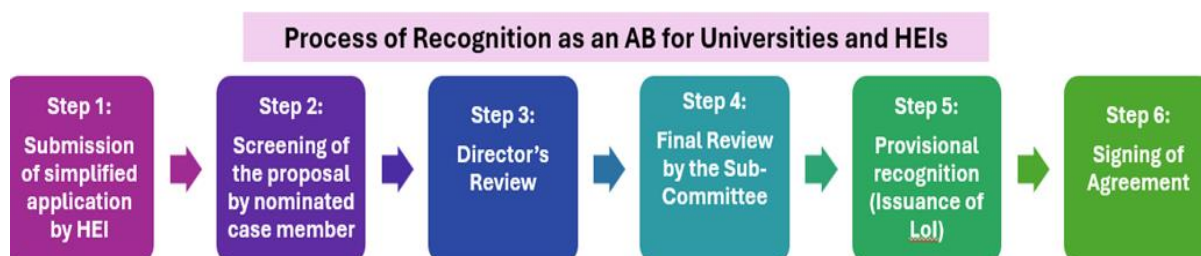 Process of Recognition as an AB for Universities and HEIs
Step 1:
Submission
of simplified
application
by HEI
Step 2:
Screening of
the proposal
by nominated
case member
Step 3:
Director's
Review
Step 4:
Final Review
by the Sub-
Committee
Step 5:
Provisional
recognition
(Issuance of
LoI)
Step 6:
Signing of
Agreement